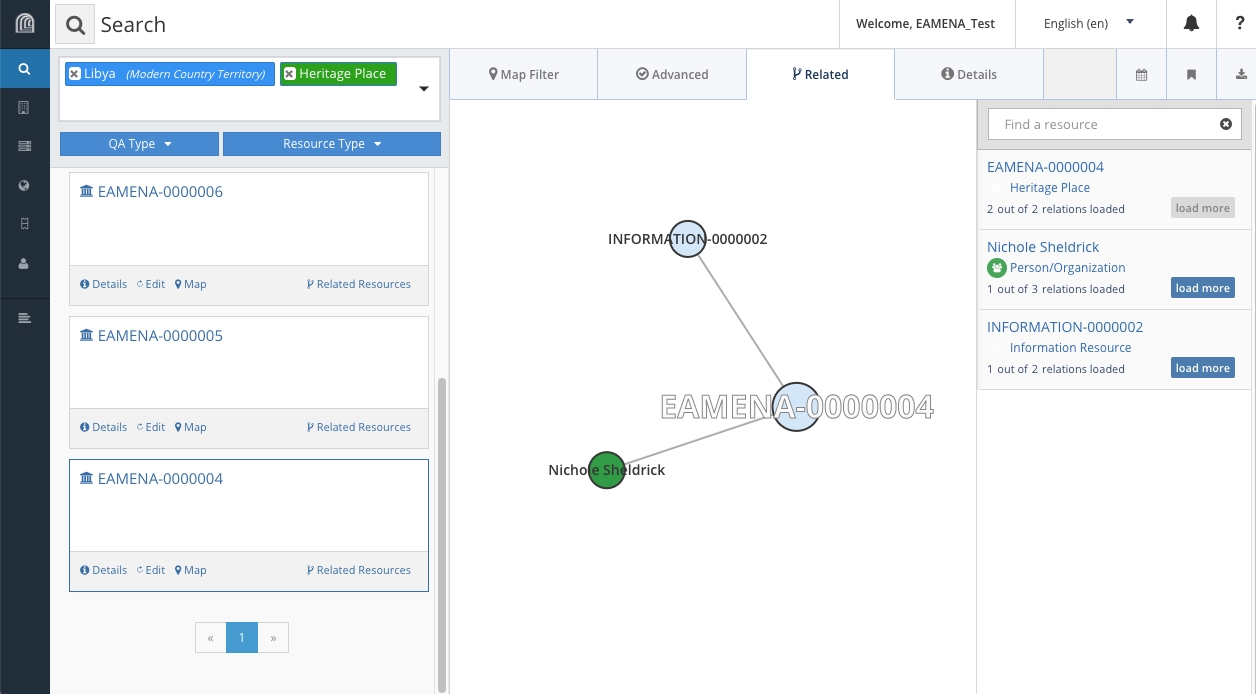 Search
Welcome, EAMENA_Test
English (en)
?
Libya (Modern Country Territory)
Heritage Place
QA Type
Resource Type
EAMENA-0000006
Details Edit Map Related Resources
EAMENA-0000005
Details Edit Map Related Resources
EAMENA-0000004
Details Edit Map Related Resources
« 1 »
Map Filter
Advanced
Related
Details
INFORMATION-0000002
EAMENA-0000004
Nichole Sheldrick
Find a resource
EAMENA-0000004
Heritage Place
2 out of 2 relations loaded load more
Nichole Sheldrick
Person/Organization
1 out of 3 relations loaded load more
INFORMATION-0000002
Information Resource
1 out of 2 relations loaded load more